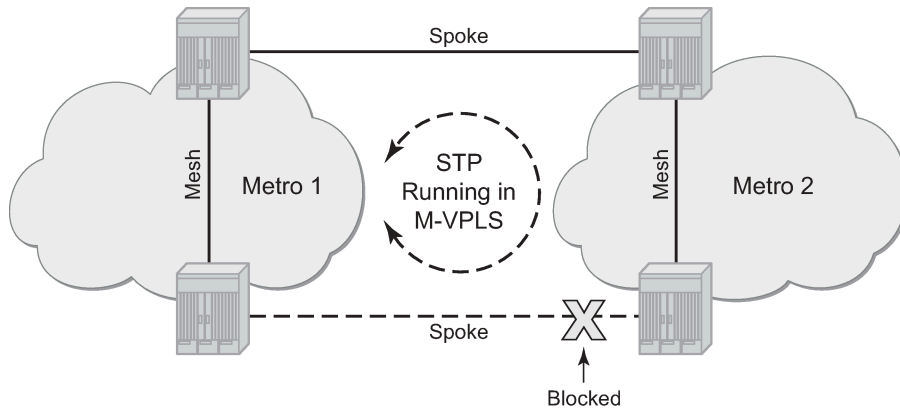 Spoke
Mesh
Metro 1
STP
Running in
M-VPLS
Mesh
Metro 2
Spoke
X
Blocked